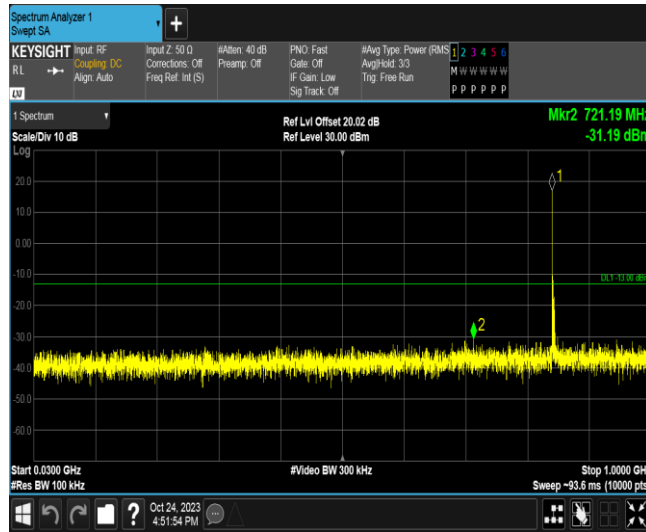 Spectrum Analyzer 1
Swept SA
+
KEYSIGHT
RL
LXI
Input: RF
Coupling: DC
Align: Auto
Input Z: 50 Ω
Corrections: Off
Freq Ref: Int (S)
#Atten: 40 dB
Preamp: Off
PNO: Fast
Gate: Off
IF Gain: Low
Sig Track: Off
#Avg Type: Power (RMS
Avg|Hold: 3/3
Trig: Free Run
1 2 3 4 5 6
M W W W W W
P P P P P P
1 Spectrum
Scale/Div 10 dB
Log
Ref Lvl Offset 20.02 dB
Ref Level 30.00 dBm
Mkr2 721.19 MHz
-31.19 dBm
20.0
10.0
0.00
-10.0
-20.0
-30.0
-40.0
-50.0
-60.0
1
DL1 -13.00 dBm
2
Start 0.0300 GHz
#Res BW 100 kHz
#Video BW 300 kHz
Stop 1.0000 GHz
Sweep ~93.6 ms (10000 pts
?
Oct 24, 2023
4:51:54 PM